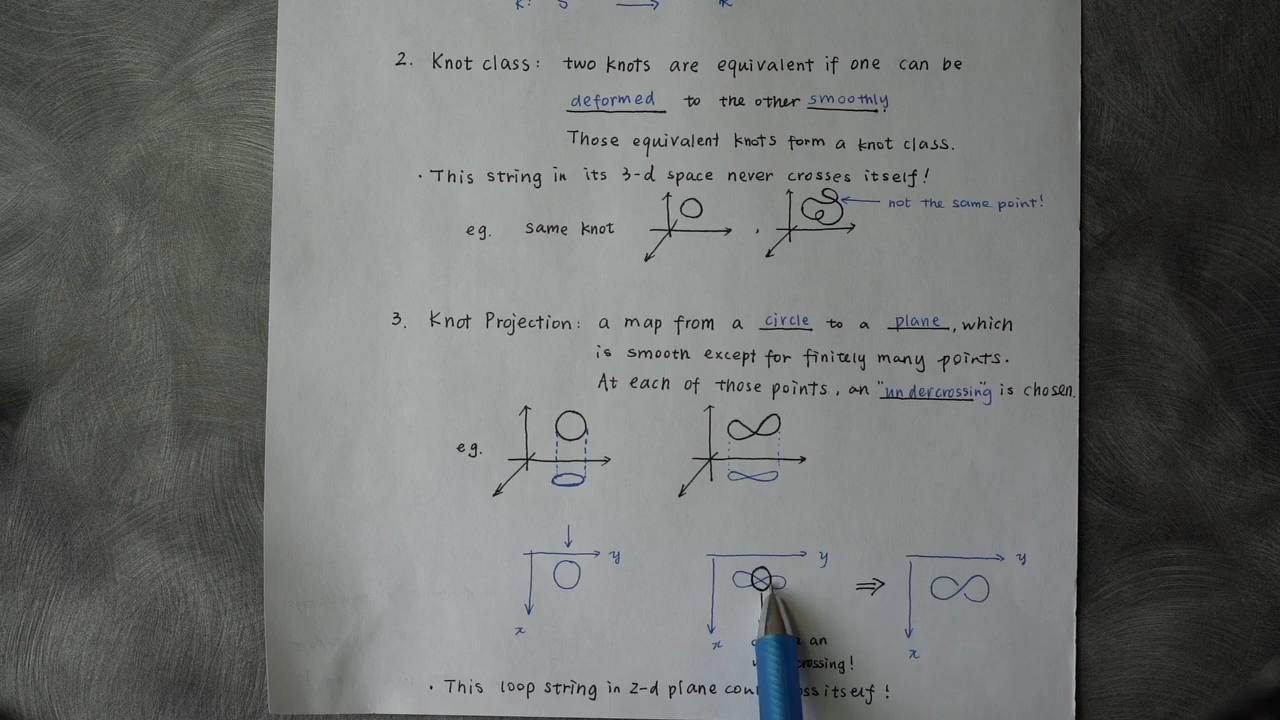 2. Knot class: two knots are equivalent if one can be
deformed to the other smoothly!
Those equivalent knots form a knot class.
· This string in its 3-d space never crosses itself!
eg. same knot , not the same point!
3. Knot Projection: a map from a circle to a plane, which
is smooth except for finitely many points.
At each of those points, an "undercrossing" is chosen.
eg.
y
x
y
x
⇒
y
x
an
crossing!
· This loop string in 2-d plane itself!